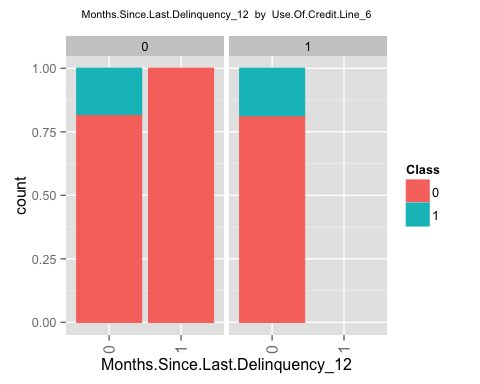 Months.Since.Last.Delinquency_12 by Use.Of.Credit.Line_6
0 1
1.00
0.75
0.50
0.25
0.00
count
0 1 0 1
Months.Since.Last.Delinquency_12
Class
0
1